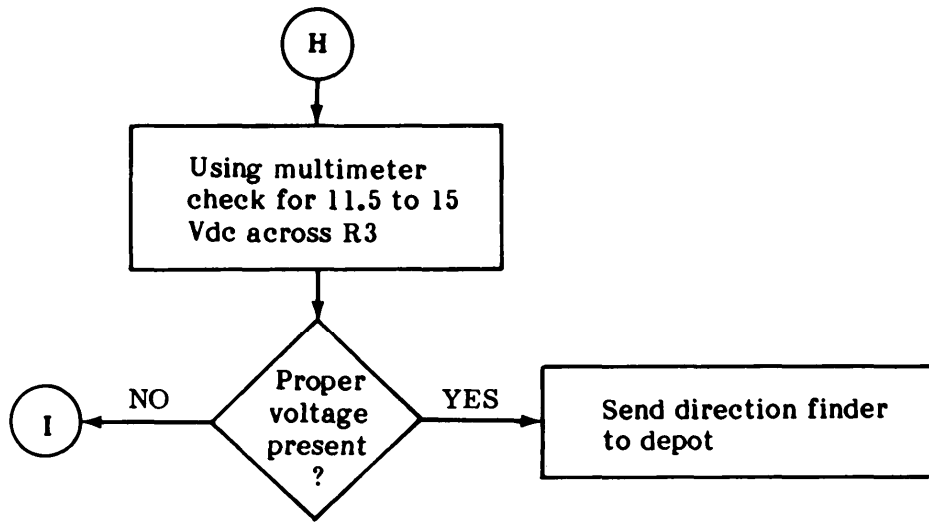 H
Using multimeter
check for 11.5 to 15
Vdc across R3
Proper
voltage
present
?
NO
I
YES
Send direction finder
to depot